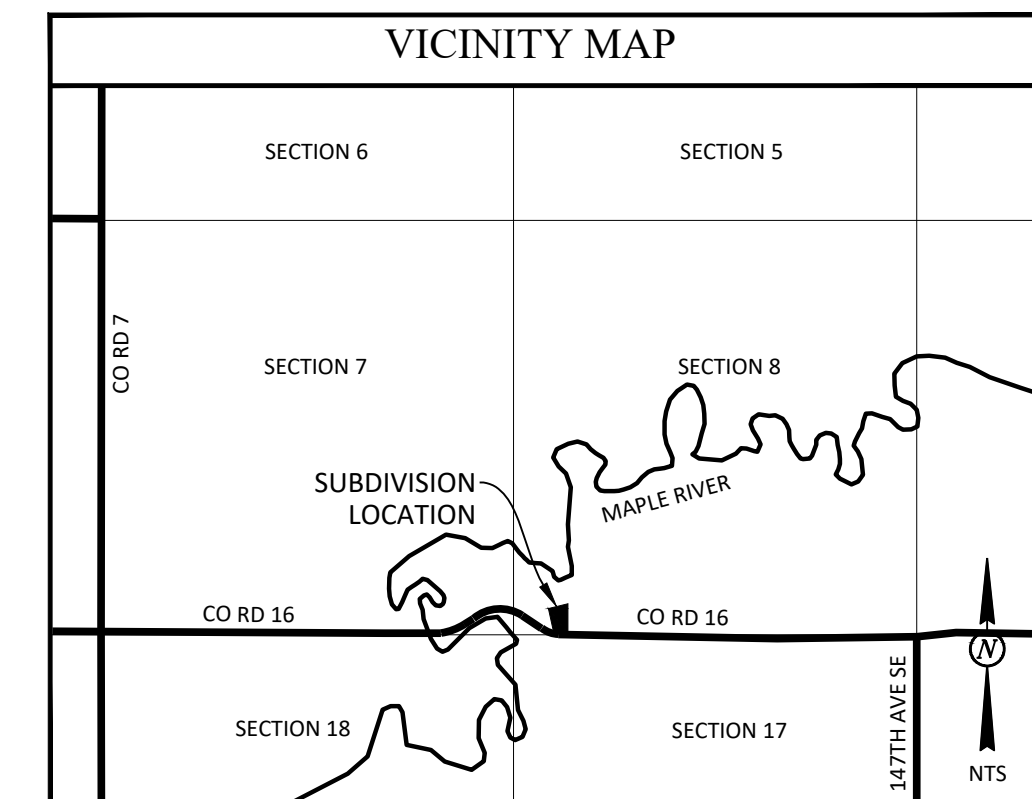 VICINITY MAP
SECTION 6
SECTION 5
CO RD 7
SECTION 7
SECTION 8
SUBDIVISION
LOCATION
MAPLE RIVER
CO RD 16
CO RD 16
N
147TH AVE SE
SECTION 18
SECTION 17
NTS